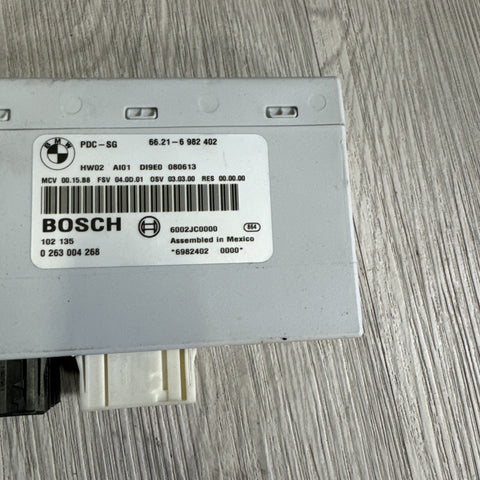 BMW
PDC-SG 66.21-6 982 402
HW02 AI01 DI9E0 080613
MCV 00.15.88 FSV 04.0D.01 OSV 03.03.00 RES 00.00.00
BOSCH 6002JC0000 864
102 135 Assembled in Mexico
0 263 004 268 *6982402 0000*